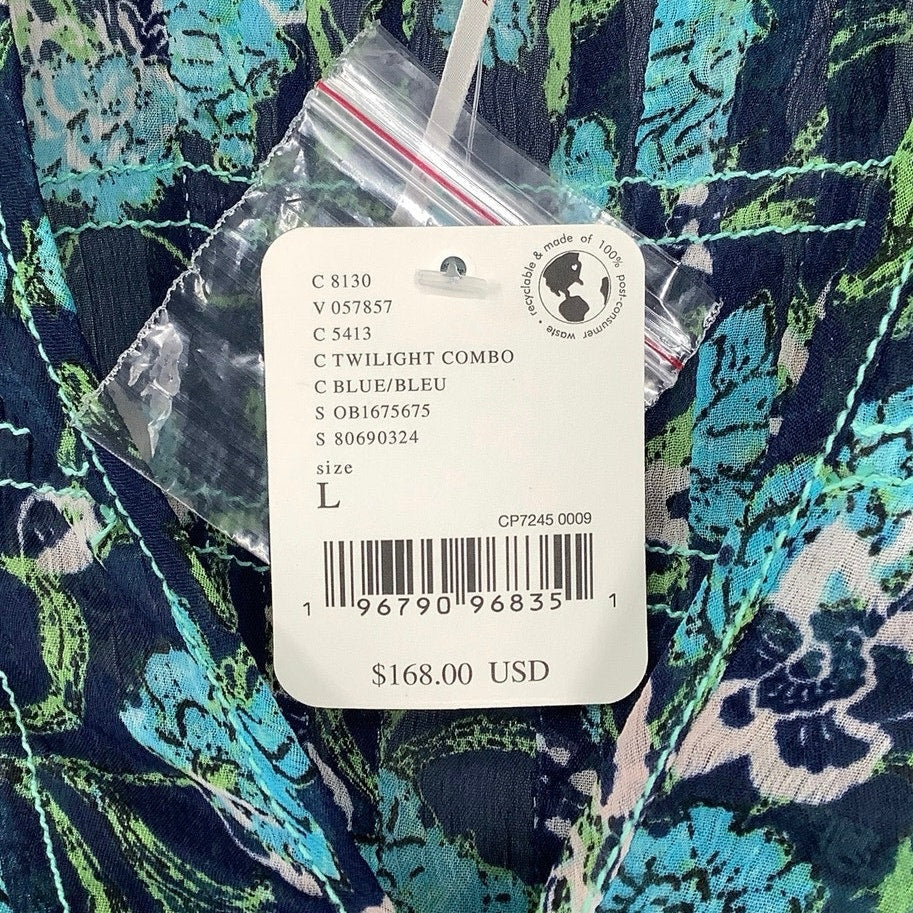 recyclable & made of 100% post-consumer waste •
C 8130
V 057857
C 5413
C TWILIGHT COMBO
C BLUE/BLEU
S OB1675675
S 80690324
size
L
CP7245 0009
1 96790 96835 1
$168.00 USD